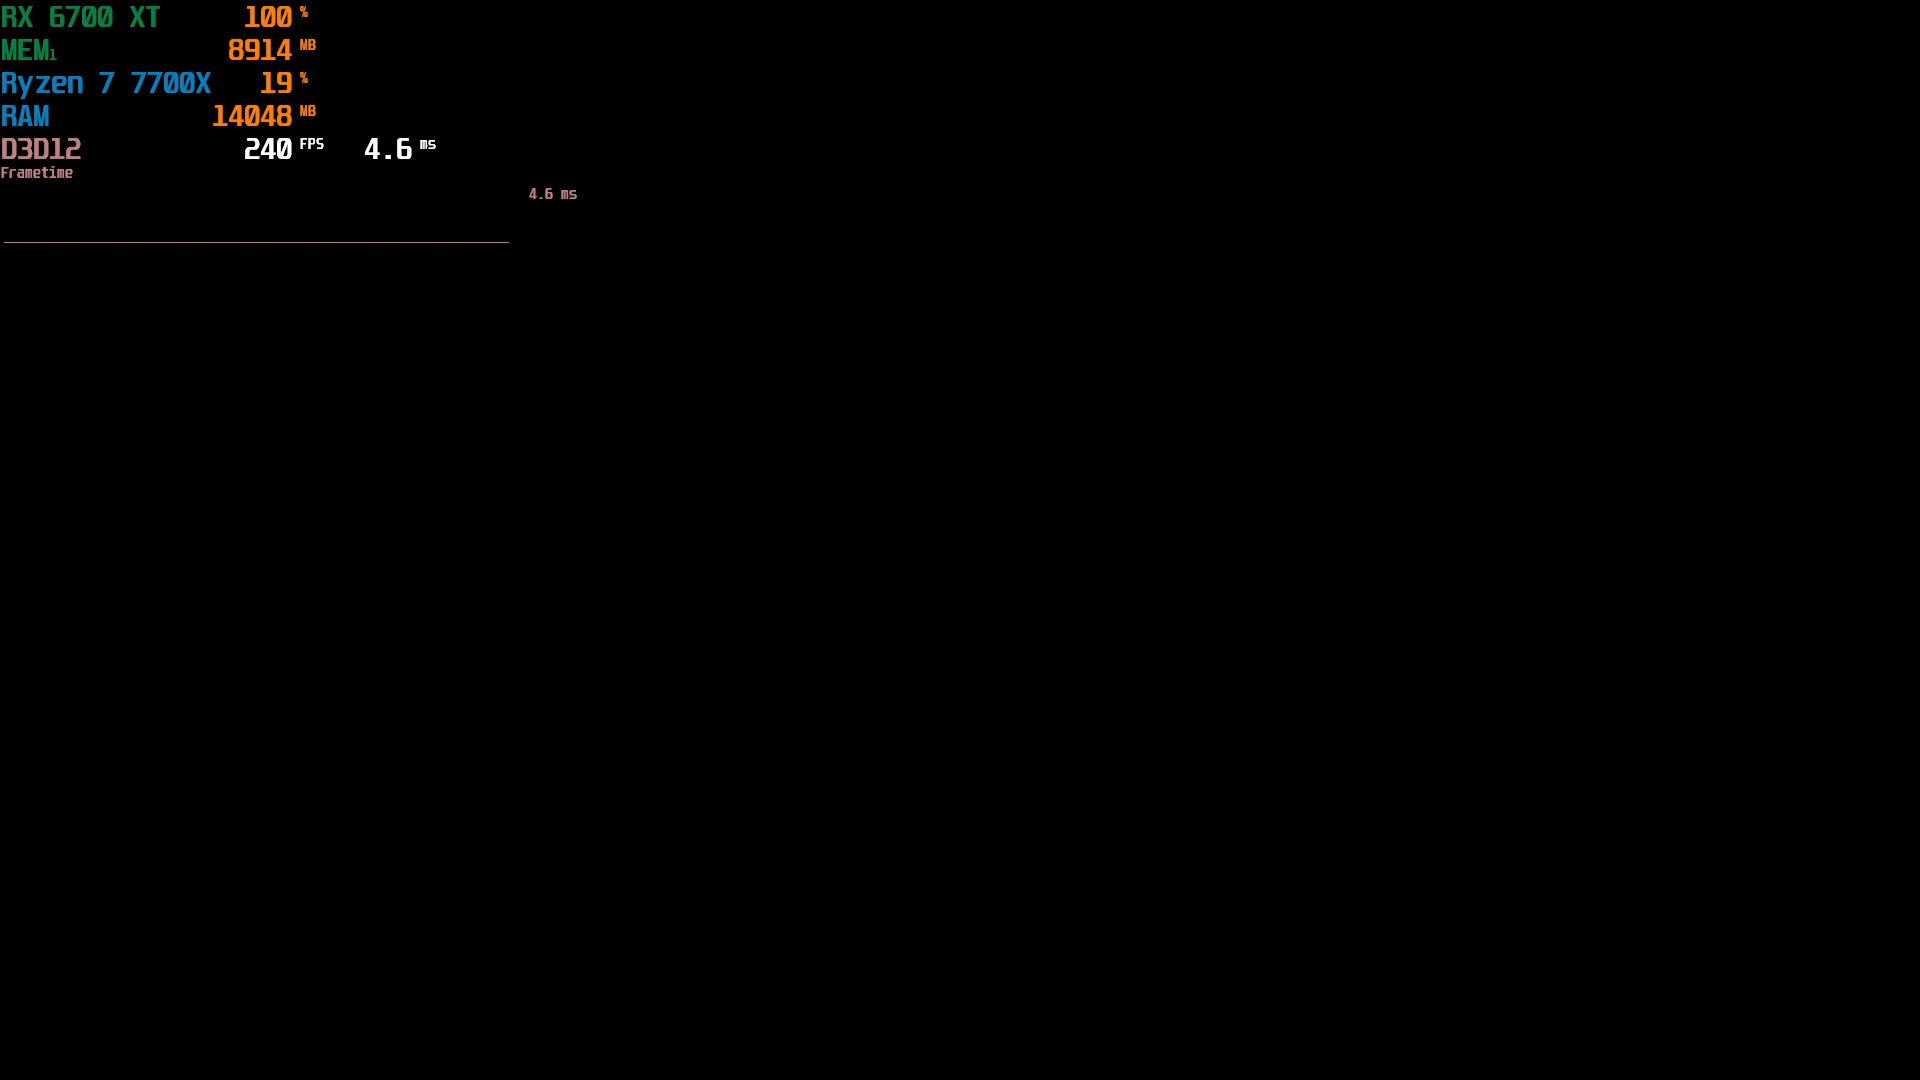 RX 6700 XT 100 %
MEM1 8914 MB
Ryzen 7 7700X 19 %
RAM 14048 MB
D3D12 240 FPS 4.6 ms
Frametime
4.6 ms